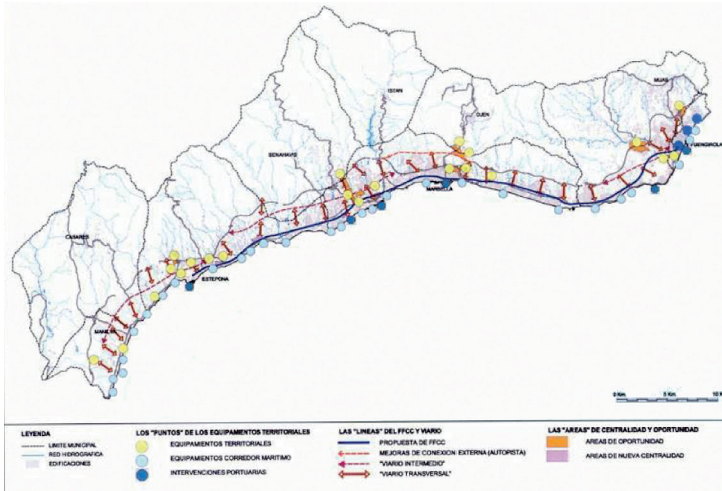 MIJAS
ISTAN
OJEN
FUENGIROLA
BENAHAVIS
MARBELLA
CASARES
ESTEPONA
MANILVA
0 Km. 5 Km. 10 K
LEYENDA
LIMITE MUNICIPAL
RED HIDROGRAFICA
EDIFICACIONES
LOS "PUNTOS" DE LOS EQUIPAMIENTOS TERRITORIALES
EQUIPAMIENTOS TERRITORIALES
EQUIPAMIENTOS CORREDOR MARITIMO
INTERVENCIONES PORTUARIAS
LAS "LINEAS" DEL FFCC Y VIARIO
PROPUESTA DE FFCC
MEJORAS DE CONEXION EXTERNA (AUTOPISTA)
"VIARIO INTERMEDIO"
"VIARIO TRANSVERSAL"
LAS "AREAS" DE CENTRALIDAD Y OPORTUNIDAD
AREAS DE OPORTUNIDAD
AREAS DE NUEVA CENTRALIDAD